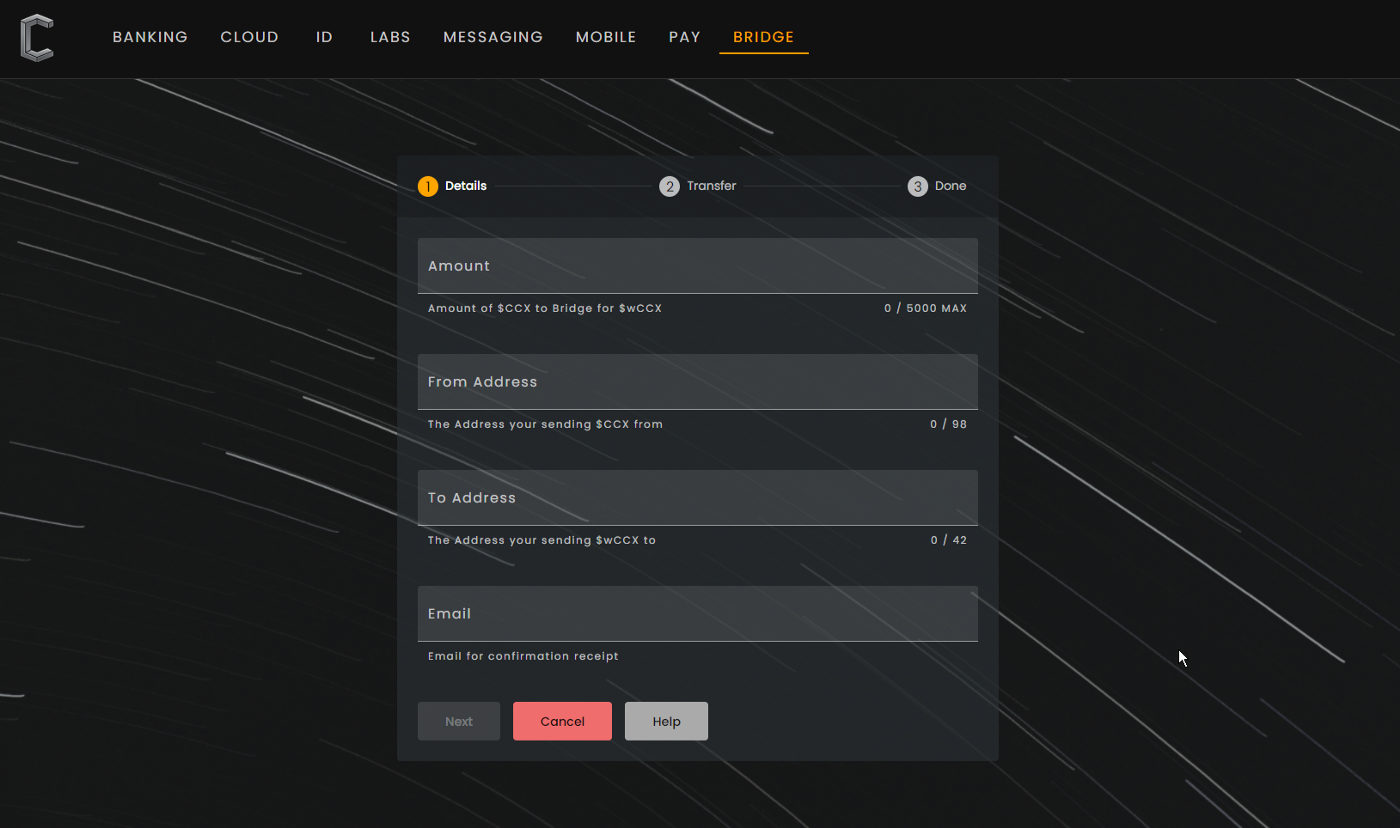 BANKING CLOUD ID LABS MESSAGING MOBILE PAY BRIDGE
1 Details 2 Transfer 3 Done
Amount
Amount of $CCX to Bridge for $wCCX 0 / 5000 MAX
From Address
The Address your sending $CCX from 0 / 98
To Address
The Address your sending $wCCX to 0 / 42
Email
Email for confirmation receipt
Next Cancel Help